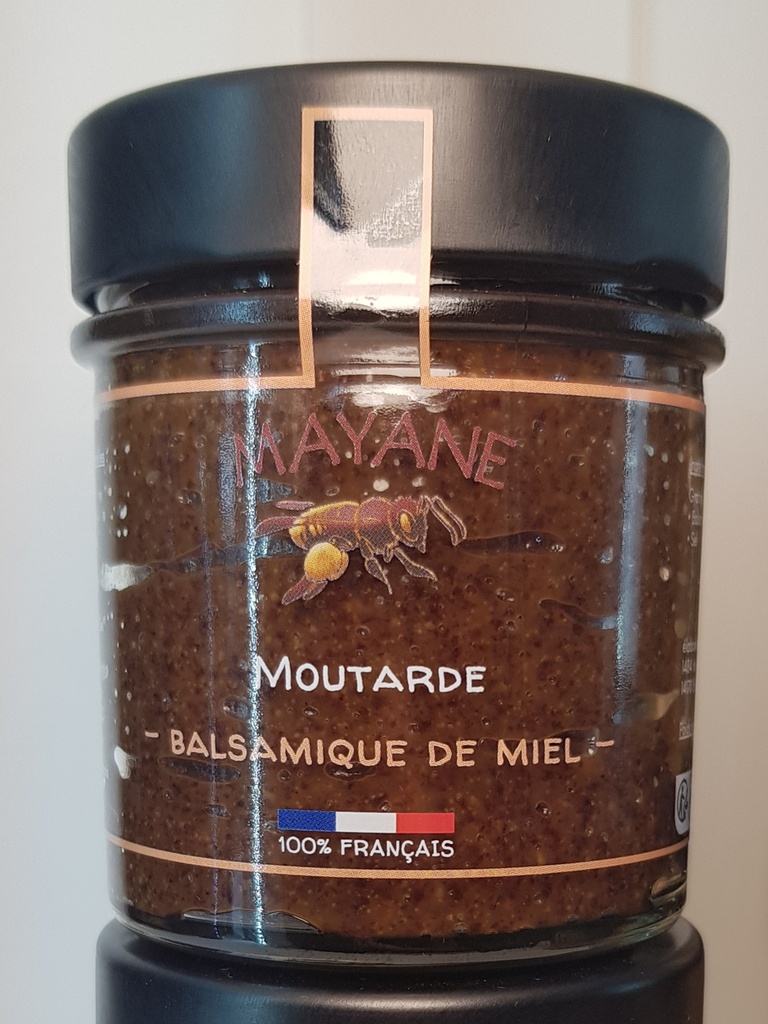 MAYANE
MOUTARDE
- BALSAMIQUE DE MIEL -
100% FRANÇAIS